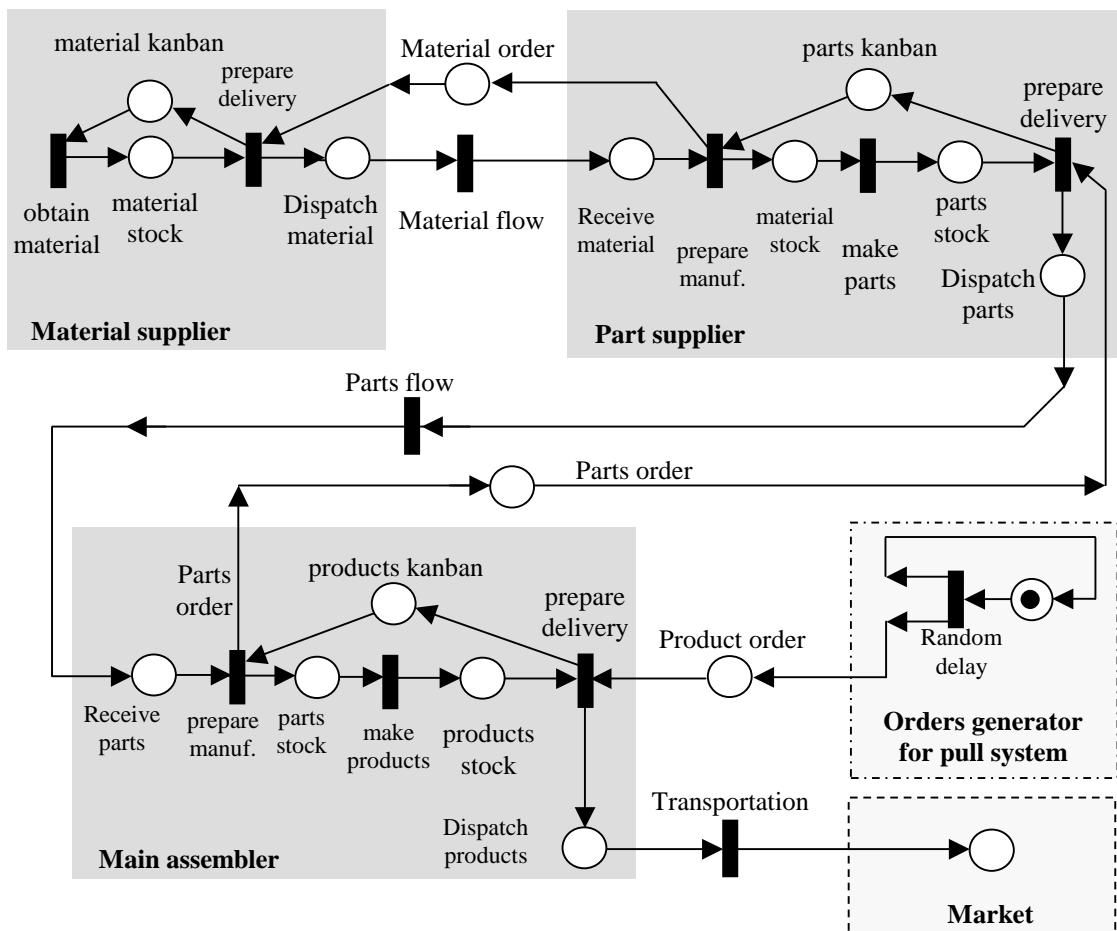 material kanban
prepare
delivery
obtain
material
material
stock
Dispatch
material
Material supplier
Material order
Material flow
parts kanban
prepare
delivery
Receive
material
prepare
manuf.
material
stock
make
parts
parts
stock
Dispatch
parts
Part supplier
Parts flow
Parts order
Parts
order
products kanban
prepare
delivery
Receive
parts
prepare
manuf.
parts
stock
make
products
products
stock
Dispatch
products
Main assembler
Product order
Random
delay
Orders generator
for pull system
Transportation
Market